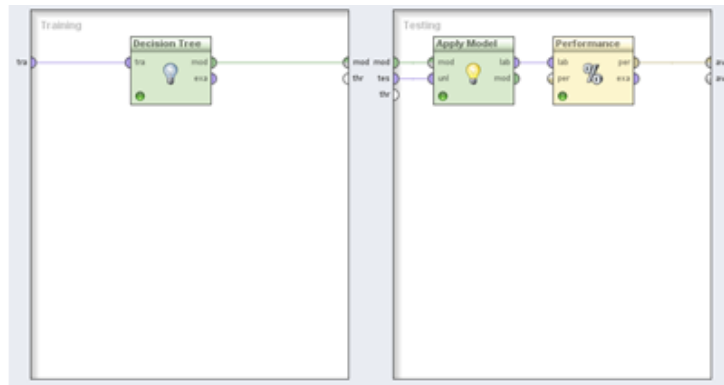 Training
Testing
Decision Tree
Apply Model
Performance
tra
tra
mod
mod
mod
mod
lab
lab
per
exa
thr
tes
unl
mod
per
exa
thr